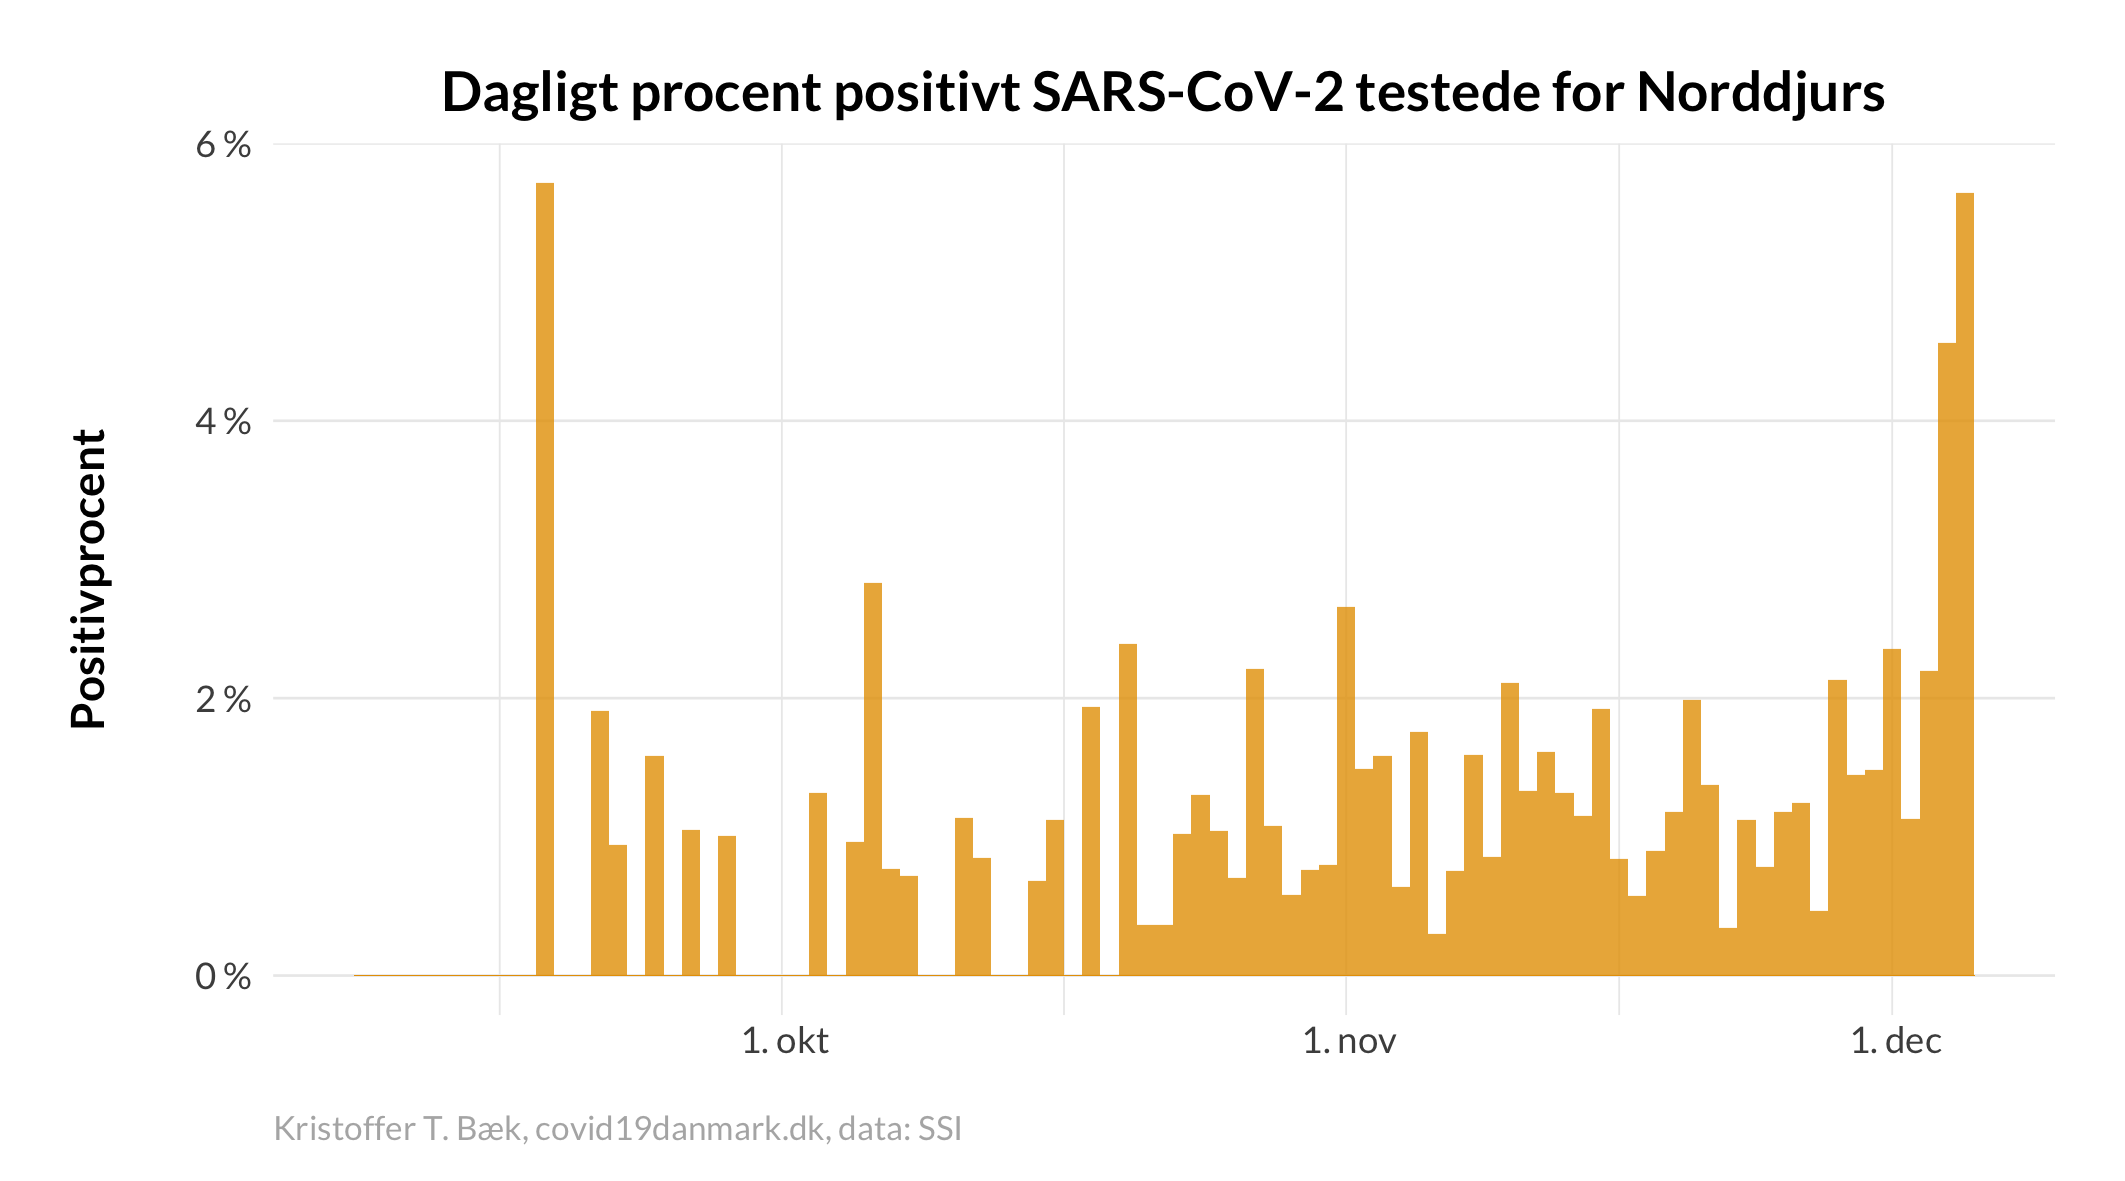 Dagligt procent positivt SARS-CoV-2 testede for Norddjurs
Positivprocent
6 %
4 %
2 %
0 %
1. okt
1. nov
1. dec
Kristoffer T. Bæk, covid19danmark.dk, data: SSI